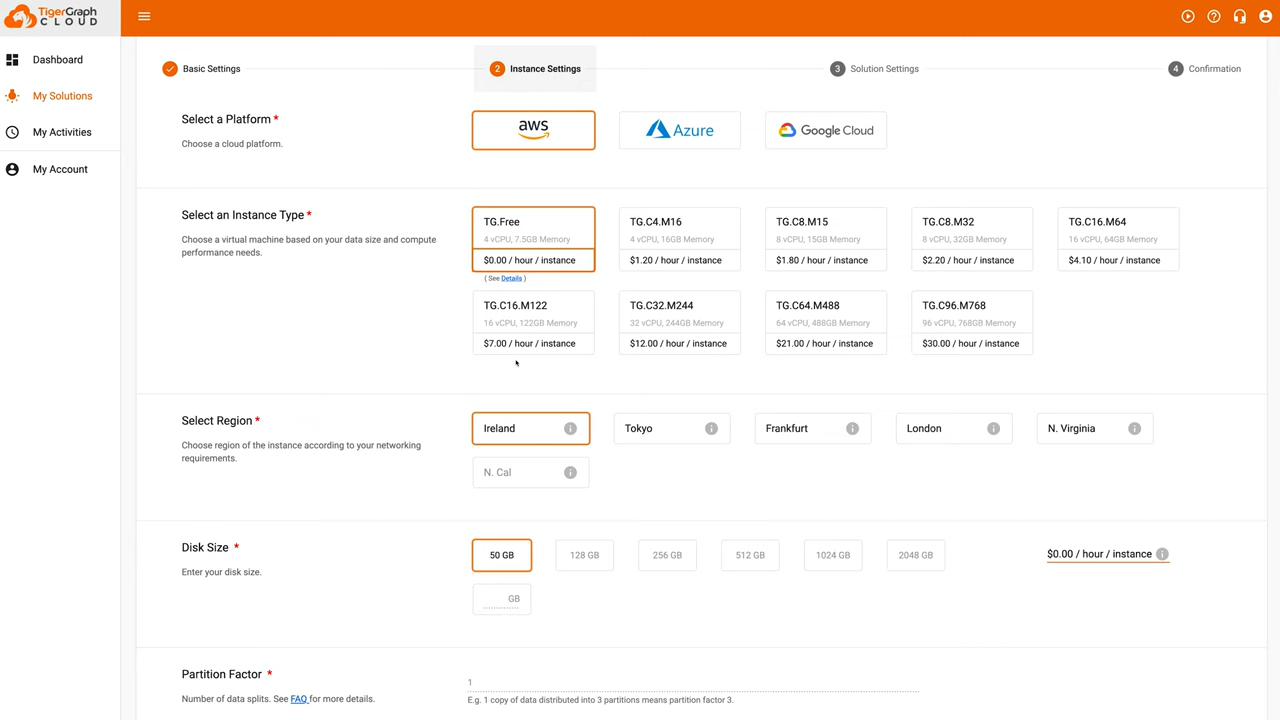 TigerGraph
CLOUD
Dashboard
My Solutions
My Activities
My Account
Basic Settings
2 Instance Settings
3 Solution Settings
4 Confirmation
Select a Platform *
Choose a cloud platform.
aws
Azure
Google Cloud
Select an Instance Type *
Choose a virtual machine based on your data size and compute
performance needs.
TG.Free
4 vCPU, 7.5GB Memory
$0.00 / hour / instance
( See Details )
TG.C4.M16
4 vCPU, 16GB Memory
$1.20 / hour / instance
TG.C8.M15
8 vCPU, 15GB Memory
$1.80 / hour / instance
TG.C8.M32
8 vCPU, 32GB Memory
$2.20 / hour / instance
TG.C16.M64
16 vCPU, 64GB Memory
$4.10 / hour / instance
TG.C16.M122
16 vCPU, 122GB Memory
$7.00 / hour / instance
TG.C32.M244
32 vCPU, 244GB Memory
$12.00 / hour / instance
TG.C64.M488
64 vCPU, 488GB Memory
$21.00 / hour / instance
TG.C96.M768
96 vCPU, 768GB Memory
$30.00 / hour / instance
Select Region *
Choose region of the instance according to your networking
requirements.
Ireland
Tokyo
Frankfurt
London
N. Virginia
N. Cal
Disk Size *
Enter your disk size.
50 GB
128 GB
256 GB
512 GB
1024 GB
2048 GB
GB
$0.00 / hour / instance
Partition Factor *
Number of data splits. See FAQ for more details.
1
E.g. 1 copy of data distributed into 3 partitions means partition factor 3.